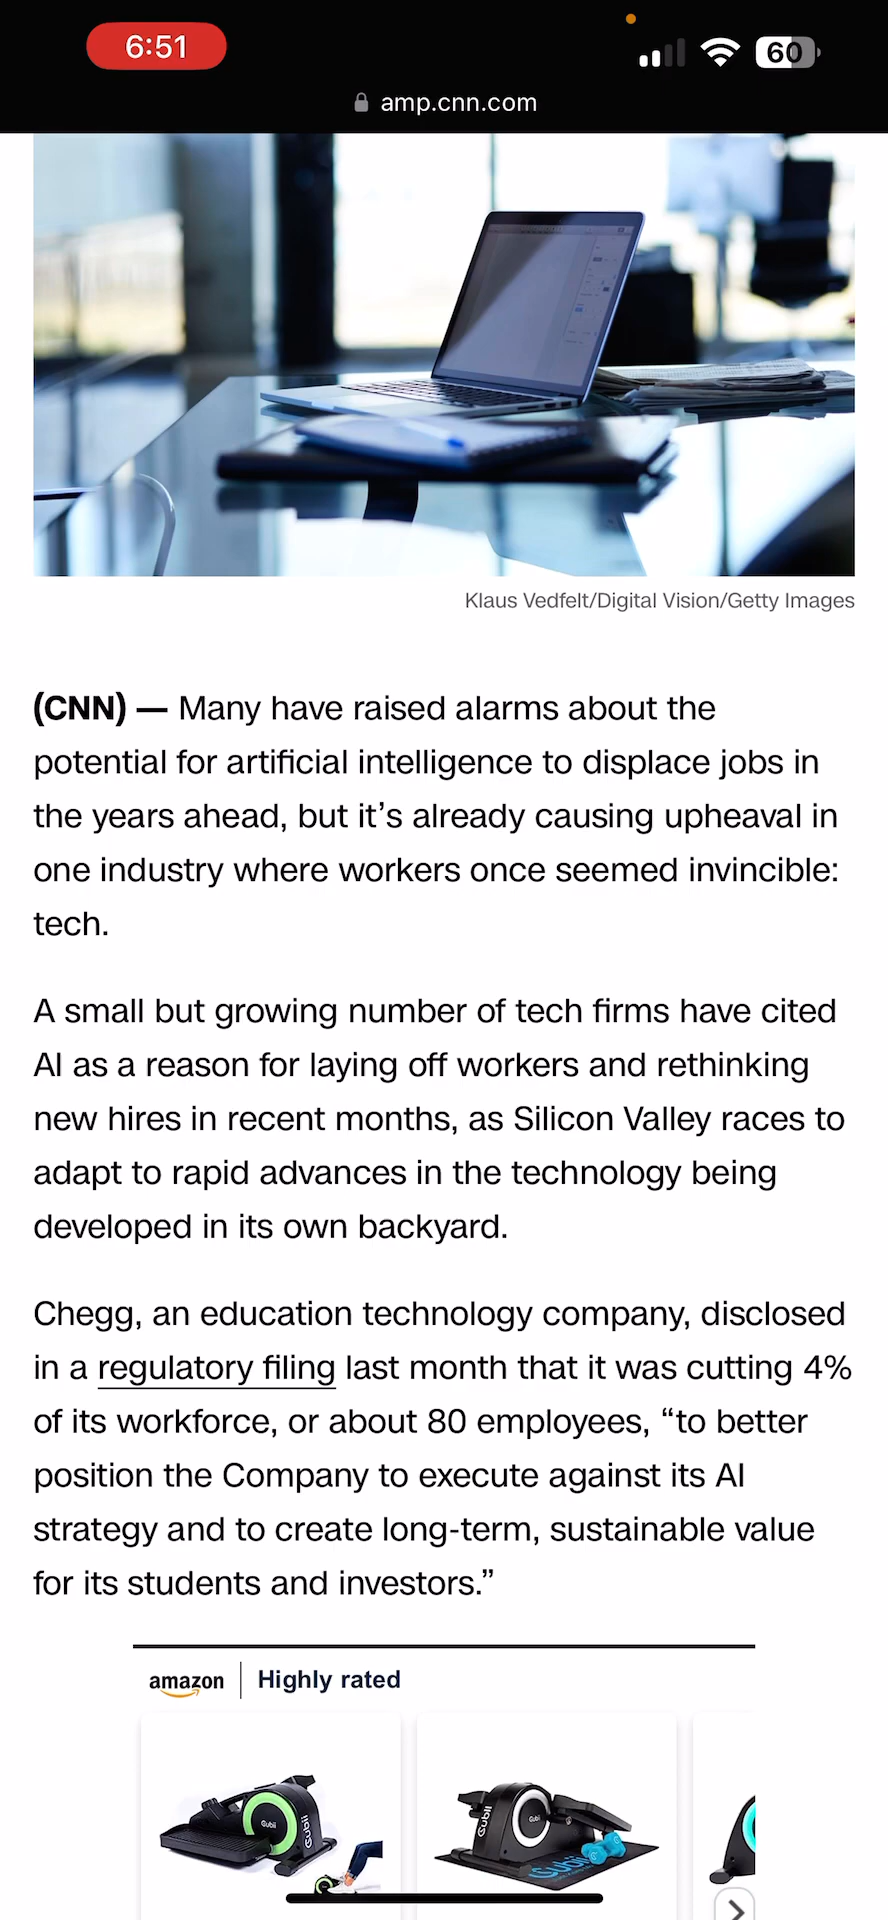 6:51
60
amp.cnn.com
Klaus Vedfelt/Digital Vision/Getty Images
(CNN) — Many have raised alarms about the
potential for artificial intelligence to displace jobs in
the years ahead, but it’s already causing upheaval in
one industry where workers once seemed invincible:
tech.
A small but growing number of tech firms have cited
AI as a reason for laying off workers and rethinking
new hires in recent months, as Silicon Valley races to
adapt to rapid advances in the technology being
developed in its own backyard.
Chegg, an education technology company, disclosed
in a regulatory filing last month that it was cutting 4%
of its workforce, or about 80 employees, “to better
position the Company to execute against its AI
strategy and to create long-term, sustainable value
for its students and investors.”
amazon | Highly rated
Cubii
Cubii
Cubii
Cubii
Cubii